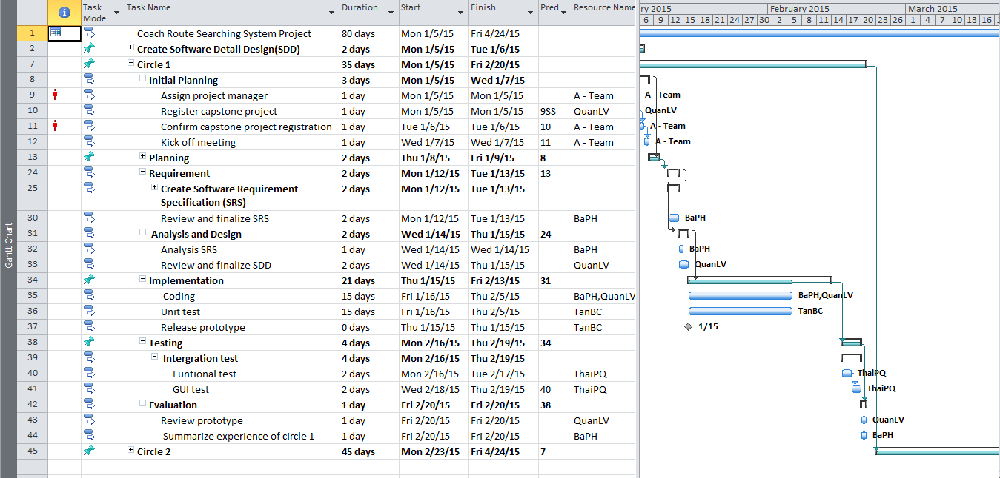 Task Mode Task Name Duration Start Finish Pred Resource Name
ry 2015 February 2015 March 2015
6 9 12 15 18 21 24 27 30 2 5 8 11 14 17 20 23 26 1 4 7 10 13 16 1
Gantt Chart
1 Coach Route Searching System Project 80 days Mon 1/5/15 Fri 4/24/15
2 Create Software Detail Design(SDD) 2 days Mon 1/5/15 Tue 1/6/15
7 Circle 1 35 days Mon 1/5/15 Fri 2/20/15
8 Initial Planning 3 days Mon 1/5/15 Wed 1/7/15
9 Assign project manager 1 day Mon 1/5/15 Mon 1/5/15 A - Team A - Team
10 Register capstone project 1 day Mon 1/5/15 Mon 1/5/15 9SS QuanLV QuanLV
11 Confirm capstone project registration 1 day Tue 1/6/15 Tue 1/6/15 10 A - Team A - Team
12 Kick off meeting 1 day Wed 1/7/15 Wed 1/7/15 11 A - Team A - Team
13 Planning 2 days Thu 1/8/15 Fri 1/9/15 8
24 Requirement 2 days Mon 1/12/15 Tue 1/13/15 13
25 Create Software Requirement 2 days Mon 1/12/15 Tue 1/13/15
Specification (SRS)
30 Review and finalize SRS 2 days Mon 1/12/15 Tue 1/13/15 BaPH BaPH
31 Analysis and Design 2 days Wed 1/14/15 Thu 1/15/15 24
32 Analysis SRS 1 day Wed 1/14/15 Wed 1/14/15 BaPH BaPH
33 Review and finalize SDD 2 days Wed 1/14/15 Thu 1/15/15 QuanLV QuanLV
34 Implementation 21 days Thu 1/15/15 Fri 2/13/15 31
35 Coding 15 days Fri 1/16/15 Thu 2/5/15 BaPH,QuanLV BaPH,QuanLV
36 Unit test 15 days Fri 1/16/15 Thu 2/5/15 TanBC TanBC
37 Release prototype 0 days Thu 1/15/15 Thu 1/15/15 TanBC 1/15
38 Testing 4 days Mon 2/16/15 Thu 2/19/15 34
39 Intergration test 4 days Mon 2/16/15 Thu 2/19/15
40 Funtional test 2 days Mon 2/16/15 Tue 2/17/15 ThaiPQ ThaiPQ
41 GUI test 2 days Wed 2/18/15 Thu 2/19/15 40 ThaiPQ ThaiPQ
42 Evaluation 1 day Fri 2/20/15 Fri 2/20/15 38
43 Review prototype 1 day Fri 2/20/15 Fri 2/20/15 QuanLV QuanLV
44 Summarize experience of circle 1 1 day Fri 2/20/15 Fri 2/20/15 BaPH BaPH
45 Circle 2 45 days Mon 2/23/15 Fri 4/24/15 7